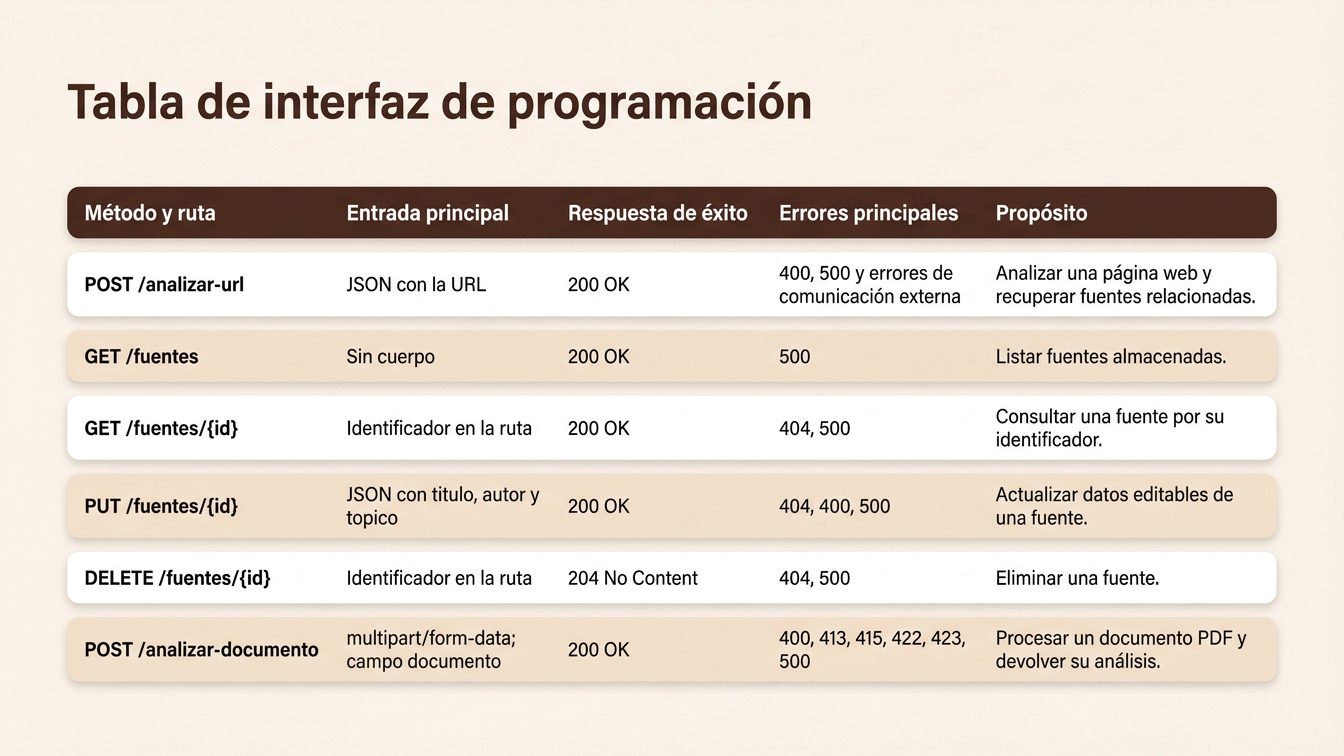 Tabla de interfaz de programación
Método y ruta Entrada principal Respuesta de éxito Errores principales Propósito
POST /analizar-url JSON con la URL 200 OK 400, 500 y errores de comunicación externa Analizar una página web y recuperar fuentes relacionadas.
GET /fuentes Sin cuerpo 200 OK 500 Listar fuentes almacenadas.
GET /fuentes/{id} Identificador en la ruta 200 OK 404, 500 Consultar una fuente por su identificador.
PUT /fuentes/{id} JSON con titulo, autor y topico 200 OK 404, 400, 500 Actualizar datos editables de una fuente.
DELETE /fuentes/{id} Identificador en la ruta 204 No Content 404, 500 Eliminar una fuente.
POST /analizar-documento multipart/form-data; campo documento 200 OK 400, 413, 415, 422, 423, 500 Procesar un documento PDF y devolver su análisis.